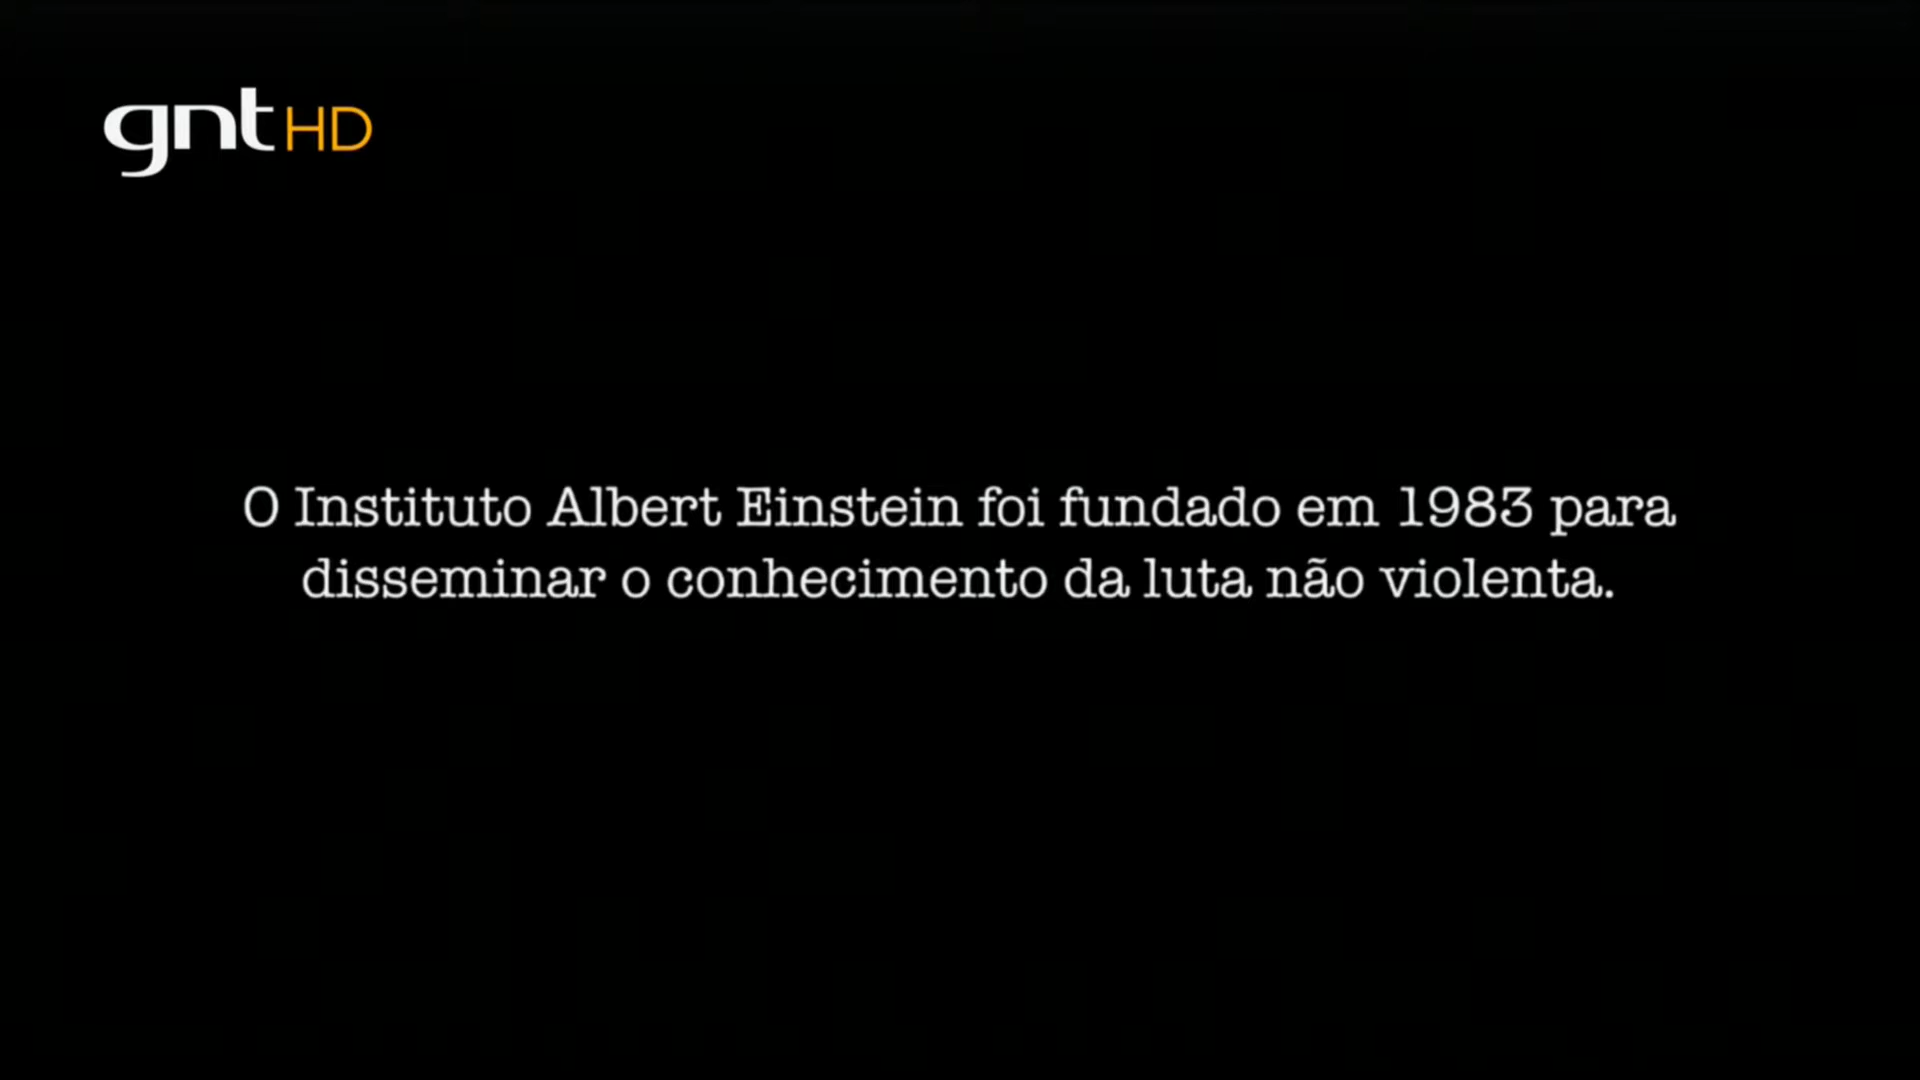 gnt HD
O Instituto Albert Einstein foi fundado em 1983 para
disseminar o conhecimento da luta não violenta.